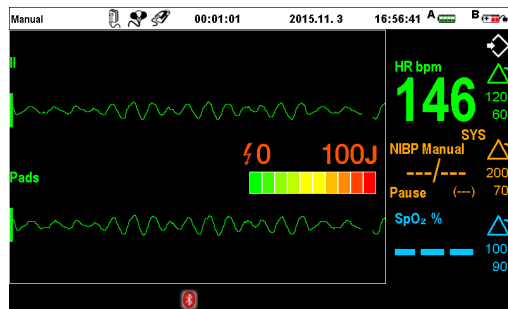 Manual 00:01:01 2015.11. 3 16:56:41 A B
II
HR bpm
146
120
60
SYS
⚡0 100J
NIBP Manual
---/---
200
Pads
Pause (---) 70
SpO₂ %
--- 
100
90